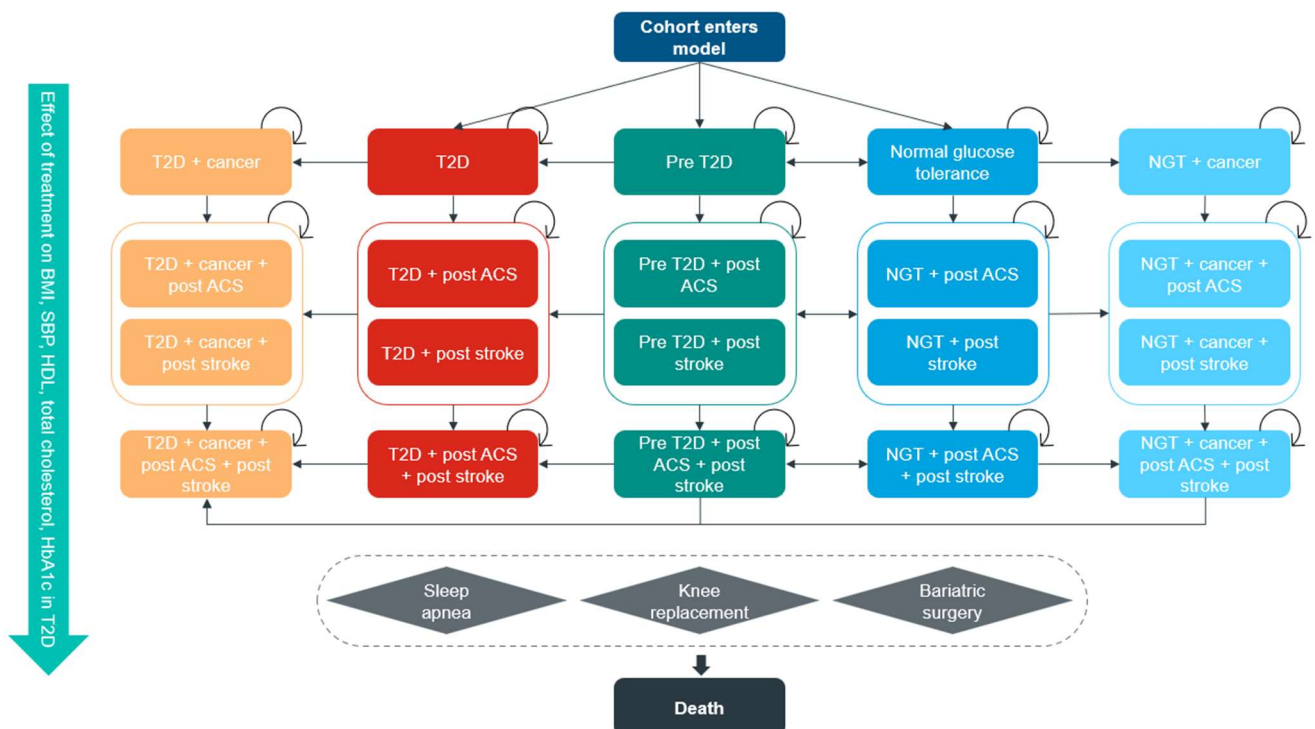 Cohort enters
model
Effect of treatment on BMI, SBP, HDL, total cholesterol, HbA1c in T2D
T2D + cancer
T2D
Pre T2D
Normal glucose
tolerance
NGT + cancer
T2D + cancer +
post ACS
T2D + post ACS
Pre T2D + post
ACS
NGT + post ACS
NGT + cancer +
post ACS
T2D + cancer +
post stroke
T2D + post stroke
Pre T2D + post
stroke
NGT + post
stroke
NGT + cancer +
post stroke
T2D + cancer +
post ACS + post
stroke
T2D + post ACS
+ post stroke
Pre T2D + post
ACS + post
stroke
NGT + post ACS
+ post stroke
NGT + cancer +
post ACS + post
stroke
Sleep
apnea
Knee
replacement
Bariatric
surgery
Death